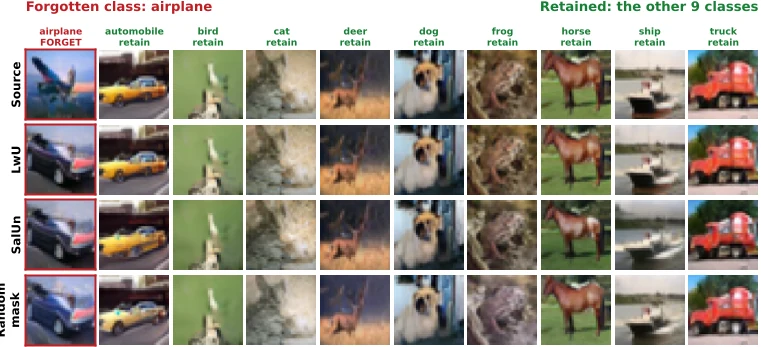 Forgotten class: airplane
Retained: the other 9 classes
airplane
FORGET
automobile
retain
bird
retain
cat
retain
deer
retain
dog
retain
frog
retain
horse
retain
ship
retain
truck
retain
Source
LwU
SalUn
Random
mask